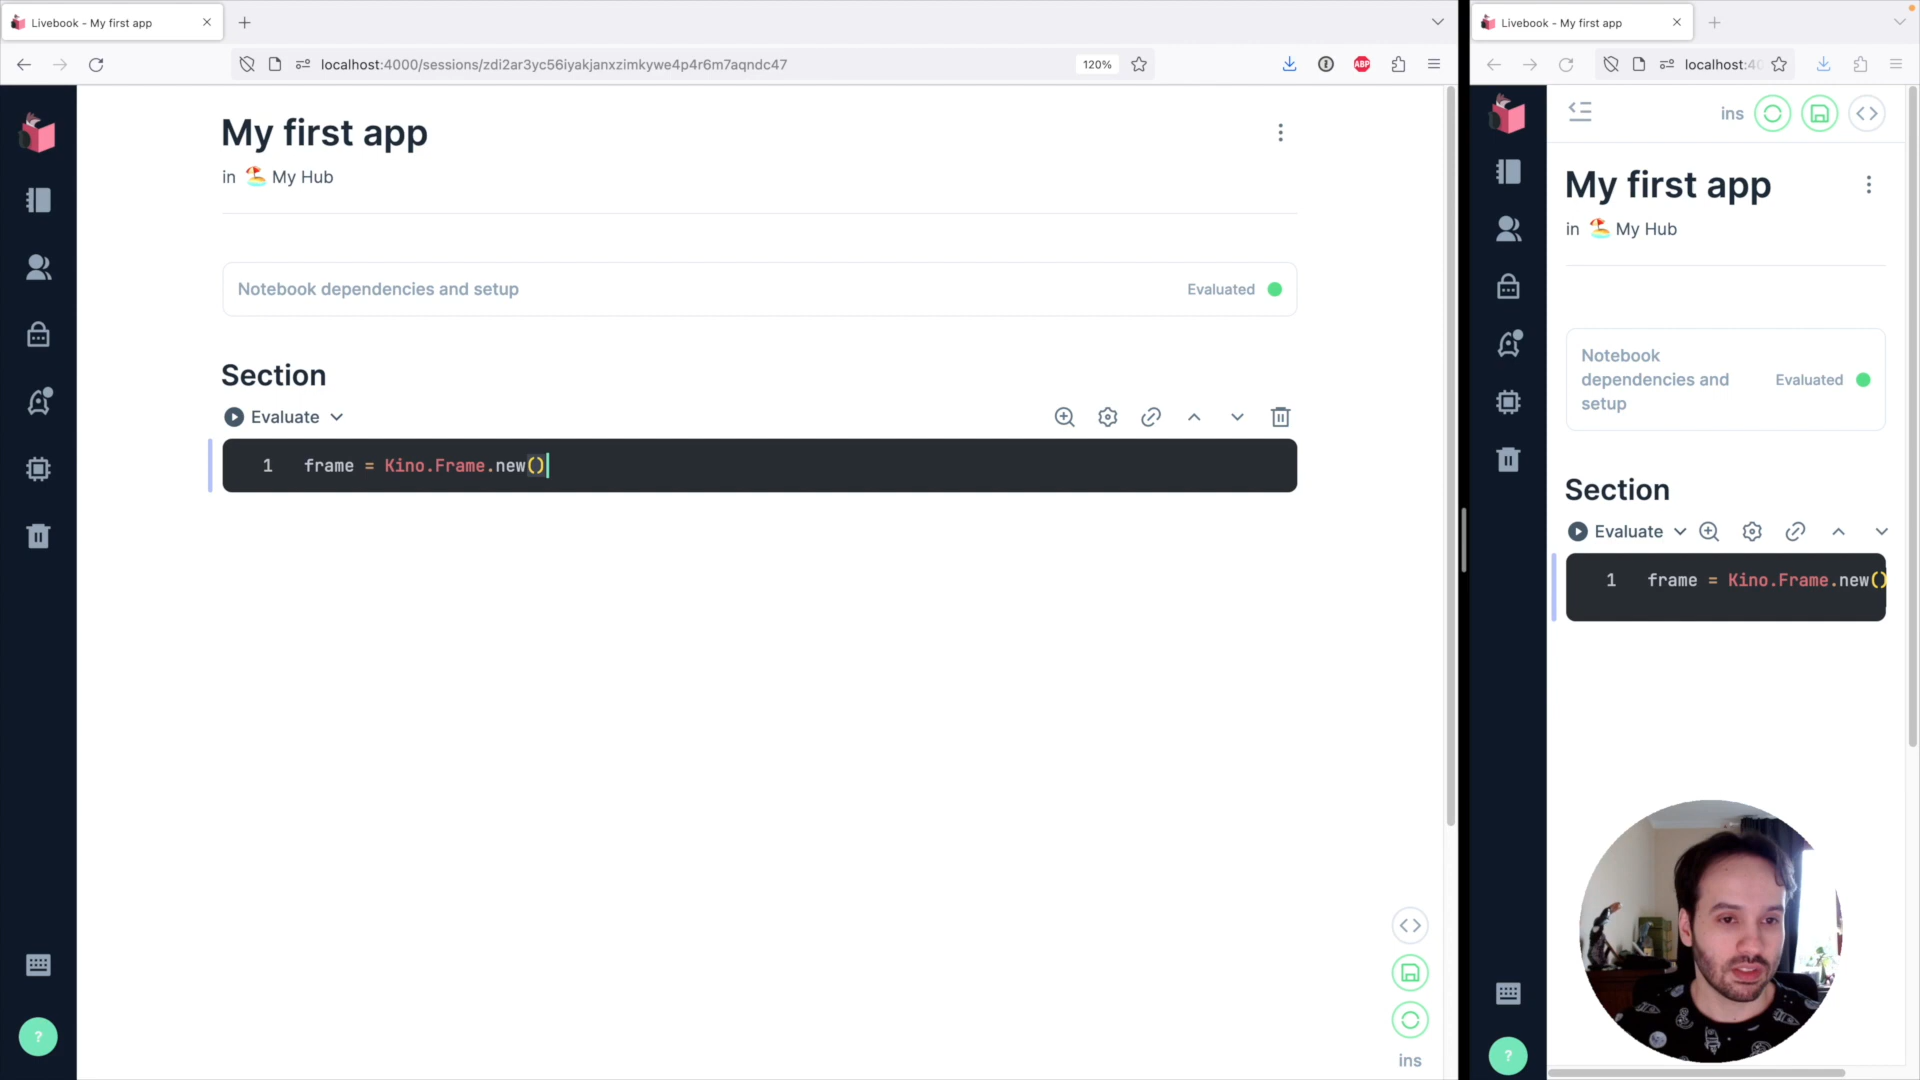 Livebook - My first app
localhost:4000/sessions/zdi2ar3yc56iyakjanxzimkywe4p4r6m7aqndc47
120%
ABP
My first app
in 🏖️ My Hub
Notebook dependencies and setup
Evaluated
Section
Evaluate
1 frame = Kino.Frame.new()
ins
?
Livebook - My first app
localhost:40
ins
My first app
in 🏖️ My Hub
Notebook
dependencies and
setup
Evaluated
Section
Evaluate
1 frame = Kino.Frame.new()
?